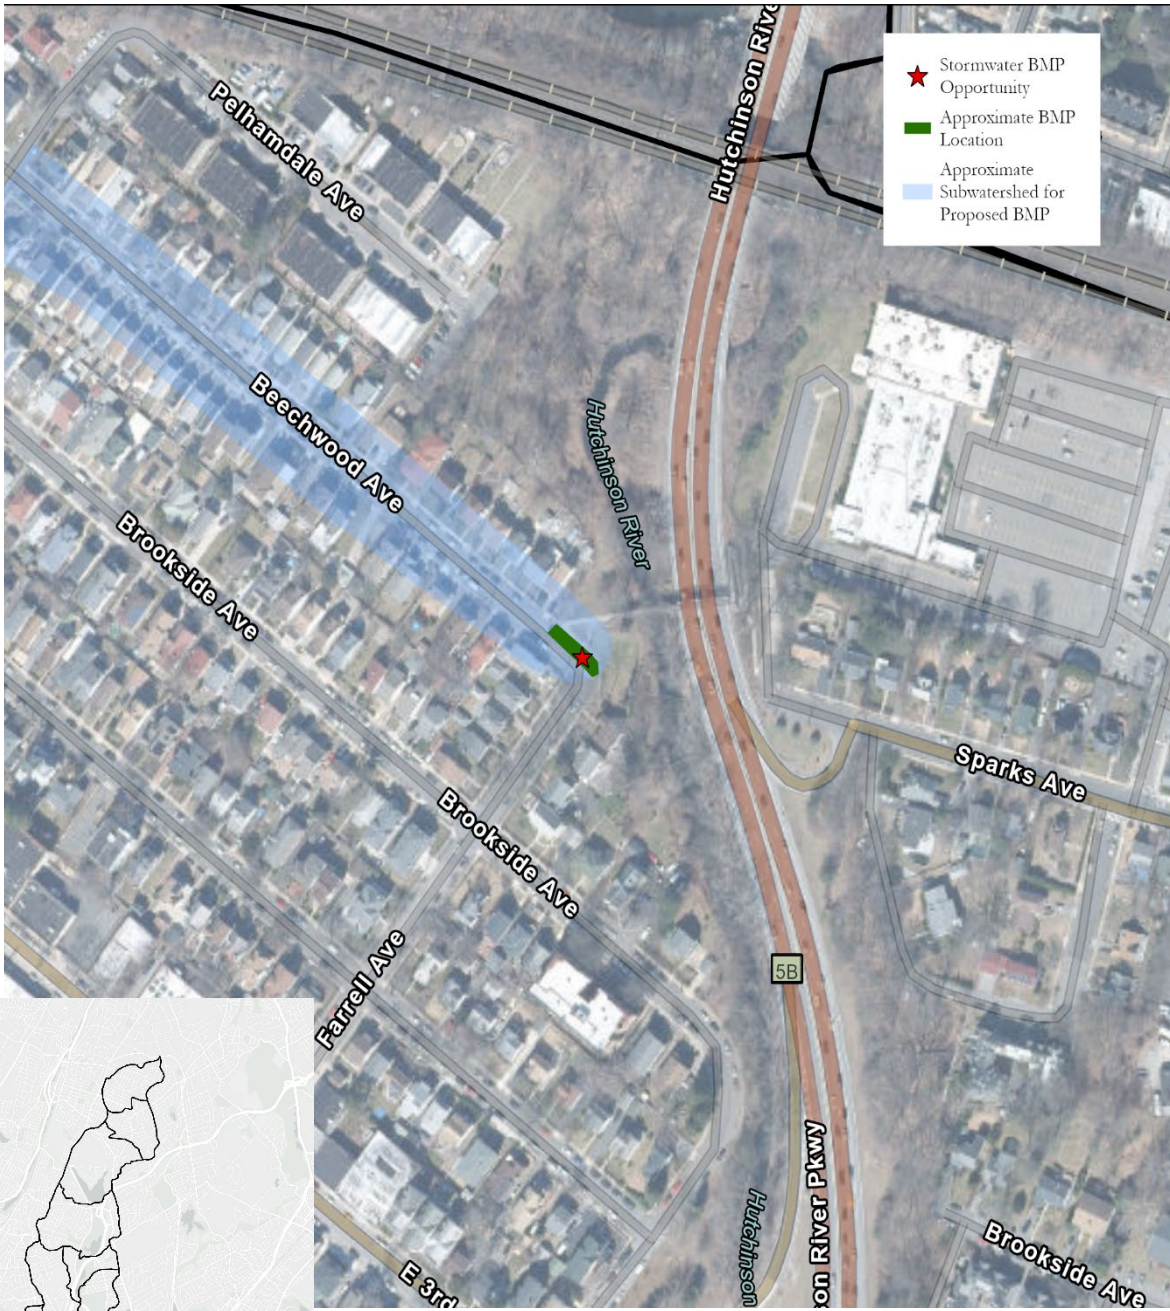 Hutchinson Rive
Stormwater BMP
Opportunity
Approximate BMP
Location
Approximate
Subwatershed for
Proposed BMP
Pelhamdale Ave
Beechwood Ave
Hutchinson River
Brookside Ave
Sparks Ave
Brookside Ave
Farrell Ave
5B
son River Pkwy
Hutchinson
Brookside Ave
E 3rd